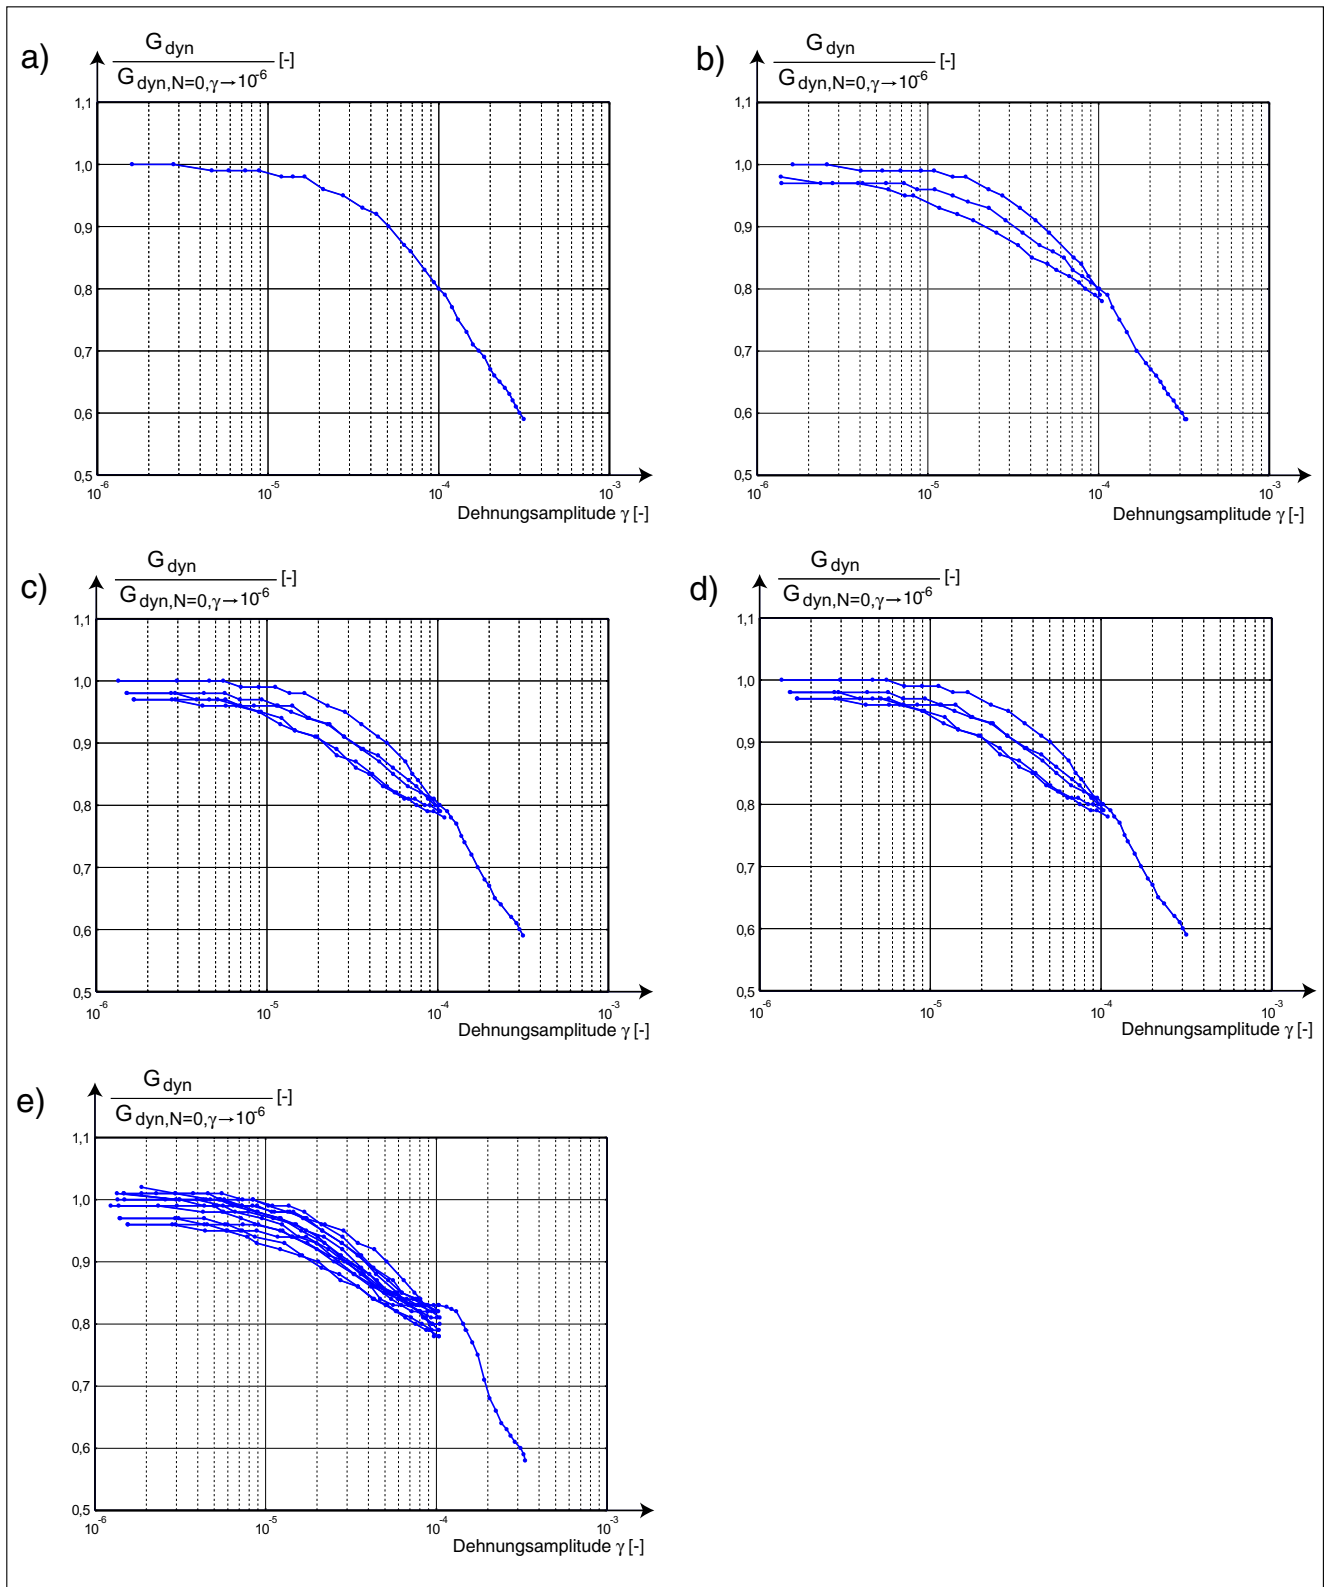 a)
G dyn
G dyn,N=0,γ→10⁻⁶ [-]
1,1
1,0
0,9
0,8
0,7
0,6
0,5
10⁻⁶ 10⁻⁵ 10⁻⁴ 10⁻³
Dehnungsamplitude γ [-]
b)
G dyn
G dyn,N=0,γ→10⁻⁶ [-]
1,1
1,0
0,9
0,8
0,7
0,6
0,5
10⁻⁶ 10⁻⁵ 10⁻⁴ 10⁻³
Dehnungsamplitude γ [-]
c)
G dyn
G dyn,N=0,γ→10⁻⁶ [-]
1,1
1,0
0,9
0,8
0,7
0,6
0,5
10⁻⁶ 10⁻⁵ 10⁻⁴ 10⁻³
Dehnungsamplitude γ [-]
d)
G dyn
G dyn,N=0,γ→10⁻⁶ [-]
1,1
1,0
0,9
0,8
0,7
0,6
0,5
10⁻⁶ 10⁻⁵ 10⁻⁴ 10⁻³
Dehnungsamplitude γ [-]
e)
G dyn
G dyn,N=0,γ→10⁻⁶ [-]
1,1
1,0
0,9
0,8
0,7
0,6
0,5
10⁻⁶ 10⁻⁵ 10⁻⁴ 10⁻³
Dehnungsamplitude γ [-]